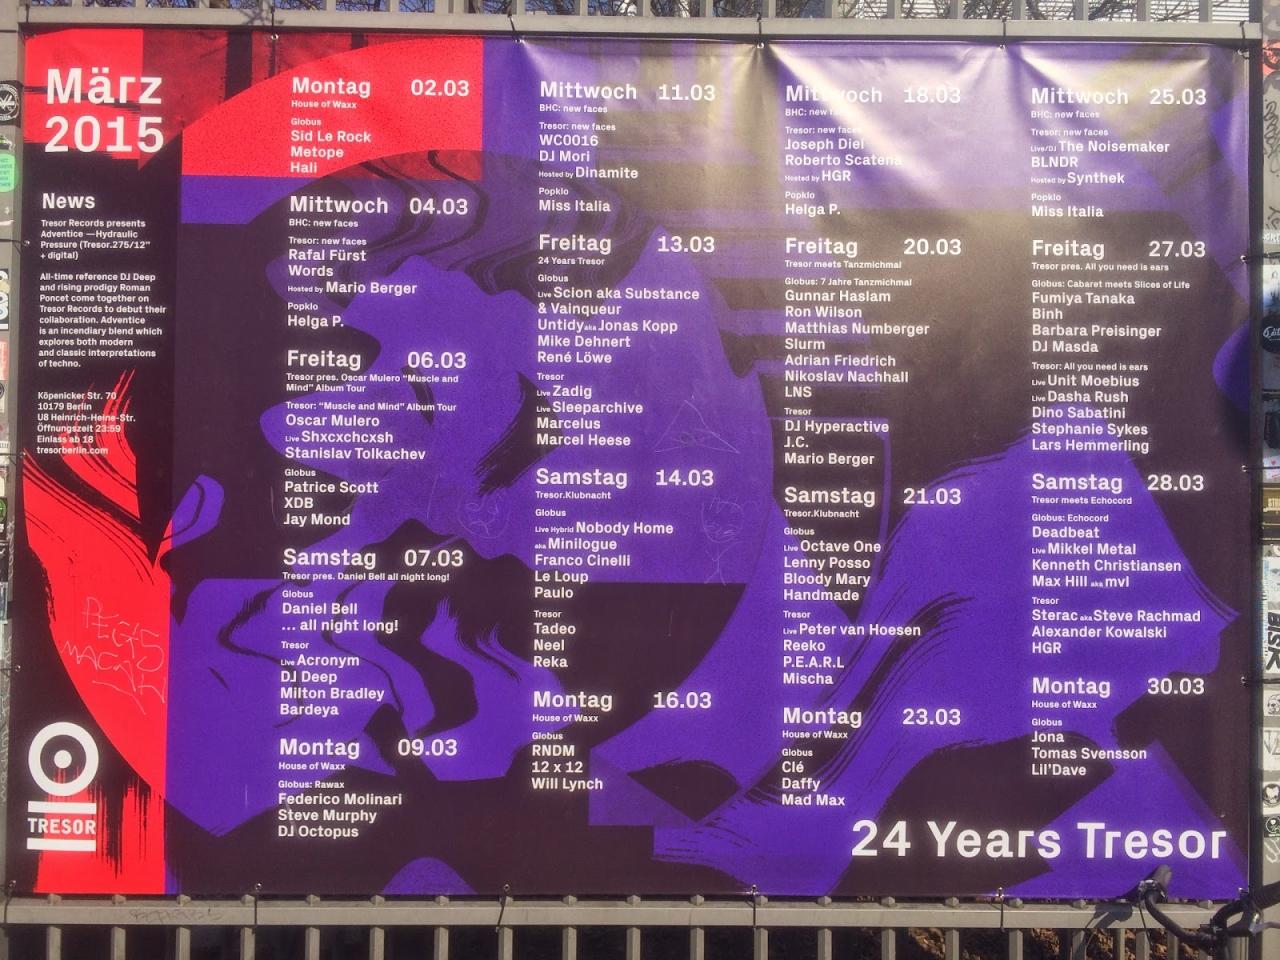 März
2015
News
Tresor Records presents
Adventice —Hydraulic
Pressure (Tresor.275/12"
+ digital)
All-time reference DJ Deep
and rising prodigy Roman
Poncet come together on
Tresor Records to debut their
collaboration. Adventice
is an incendiary blend which
explores both modern
and classic interpretations
of techno.
Köpenicker Str. 70
10179 Berlin
U8 Heinrich-Heine-Str.
Öffnungszeit 23:59
Einlass ab 18
tresorberlin.com
TRESOR
Montag 02.03
House of Waxx
Globus
Sid Le Rock
Metope
Hali
Mittwoch 04.03
BHC: new faces
Tresor: new faces
Rafal Fürst
Words
Hosted by Mario Berger
Popklo
Helga P.
Freitag 06.03
Tresor pres. Oscar Mulero "Muscle and
Mind" Album Tour
Tresor: "Muscle and Mind" Album Tour
Oscar Mulero
Live Shxcxchcxsh
Stanislav Tolkachev
Globus
Patrice Scott
XDB
Jay Mond
Samstag 07.03
Tresor pres. Daniel Bell all night long!
Globus
Daniel Bell
... all night long!
Tresor
Live Acronym
DJ Deep
Milton Bradley
Bardeya
Montag 09.03
House of Waxx
Globus: Rawax
Federico Molinari
Steve Murphy
DJ Octopus
Mittwoch 11.03
BHC: new faces
Tresor: new faces
WC0016
DJ Mori
Hosted by Dinamite
Popklo
Miss Italia
Freitag 13.03
24 Years Tresor
Globus
Live Scion aka Substance
& Vainqueur
Untidy aka Jonas Kopp
Mike Dehnert
René Löwe
Tresor
Live Zadig
Live Sleeparchive
Marcelus
Marcel Heese
Samstag 14.03
Tresor.Klubnacht
Globus
Live Hybrid Nobody Home
aka Minilogue
Franco Cinelli
Le Loup
Paulo
Tresor
Tadeo
Neel
Reka
Montag 16.03
House of Waxx
Globus
RNDM
12 x 12
Will Lynch
Mittwoch 18.03
BHC: new faces
Tresor: new faces
Joseph Diel
Roberto Scatena
Hosted by HGR
Popklo
Helga P.
Freitag 20.03
Tresor meets Tanzmichmal
Globus: 7 Jahre Tanzmichmal
Gunnar Haslam
Ron Wilson
Matthias Numberger
Slurm
Adrian Friedrich
Nikoslav Nachhall
LNS
Tresor
DJ Hyperactive
J.C.
Mario Berger
Samstag 21.03
Tresor.Klubnacht
Globus
Live Octave One
Lenny Posso
Bloody Mary
Handmade
Tresor
Live Peter van Hoesen
Reeko
P.E.A.R.L
Mischa
Montag 23.03
House of Waxx
Globus
Clé
Daffy
Mad Max
Mittwoch 25.03
BHC: new faces
Tresor: new faces
Live/DJ The Noisemaker
BLNDR
Hosted by Synthek
Popklo
Miss Italia
Freitag 27.03
Tresor pres. All you need is ears
Globus: Cabaret meets Slices of Life
Fumiya Tanaka
Binh
Barbara Preisinger
DJ Masda
Tresor: All you need is ears
Live Unit Moebius
Live Dasha Rush
Dino Sabatini
Stephanie Sykes
Lars Hemmerling
Samstag 28.03
Tresor meets Echocord
Globus: Echocord
Deadbeat
Live Mikkel Metal
Kenneth Christiansen
Max Hill aka mvl
Tresor
Sterac aka Steve Rachmad
Alexander Kowalski
HGR
Montag 30.03
House of Waxx
Globus
Jona
Tomas Svensson
Lil'Dave
24 Years Tresor